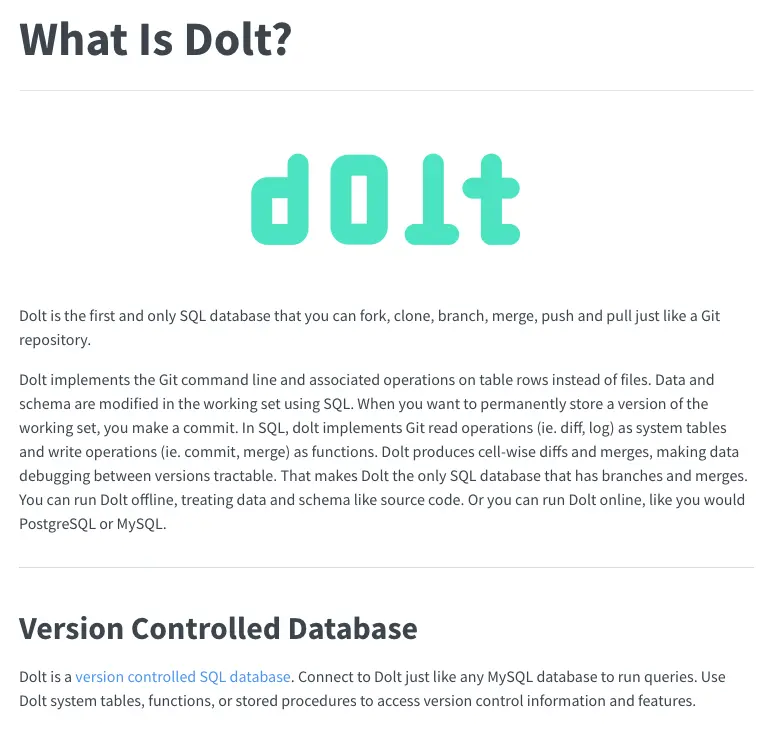 What Is Dolt?
dolt
Dolt is the first and only SQL database that you can fork, clone, branch, merge, push and pull just like a Git
repository.
Dolt implements the Git command line and associated operations on table rows instead of files. Data and
schema are modified in the working set using SQL. When you want to permanently store a version of the
working set, you make a commit. In SQL, dolt implements Git read operations (ie. diff, log) as system tables
and write operations (ie. commit, merge) as functions. Dolt produces cell-wise diffs and merges, making data
debugging between versions tractable. That makes Dolt the only SQL database that has branches and merges.
You can run Dolt offline, treating data and schema like source code. Or you can run Dolt online, like you would
PostgreSQL or MySQL.
Version Controlled Database
Dolt is a version controlled SQL database. Connect to Dolt just like any MySQL database to run queries. Use
Dolt system tables, functions, or stored procedures to access version control information and features.